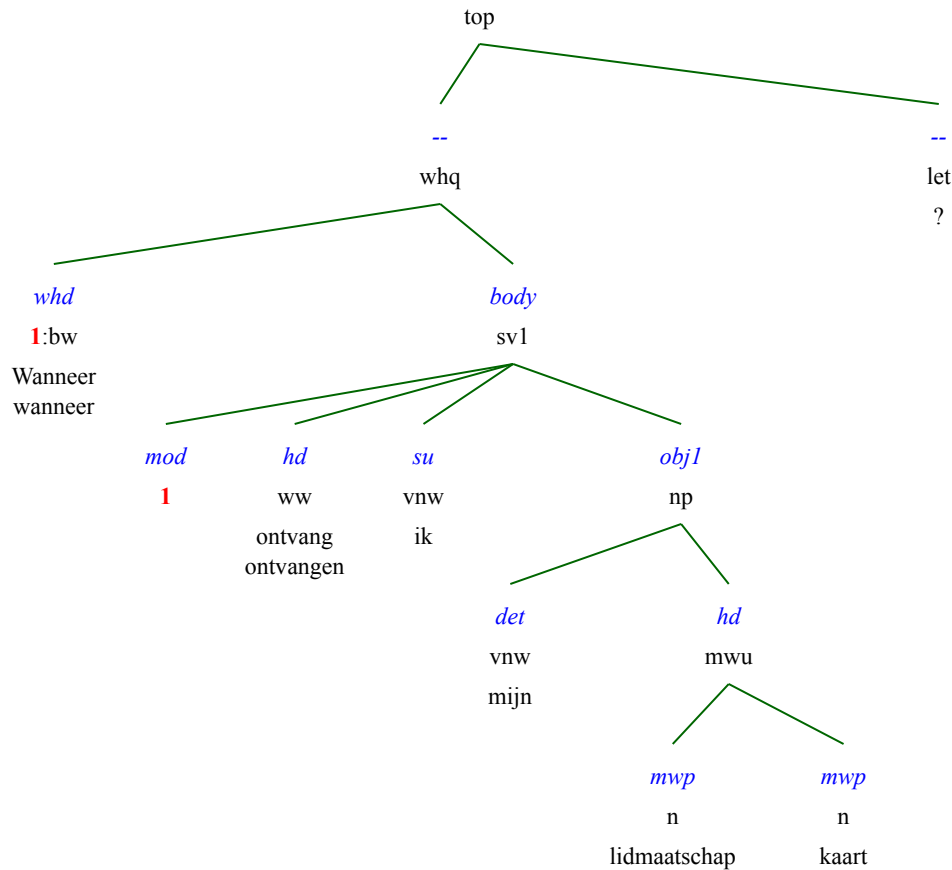 top
-- --
whq let
?
whd body
1:bw sv1
Wanneer
wanneer
mod hd su obj1
1 ww vnw np
ontvang ik
ontvangen
det hd
vnw mwu
mijn
mwp mwp
n n
lidmaatschap kaart